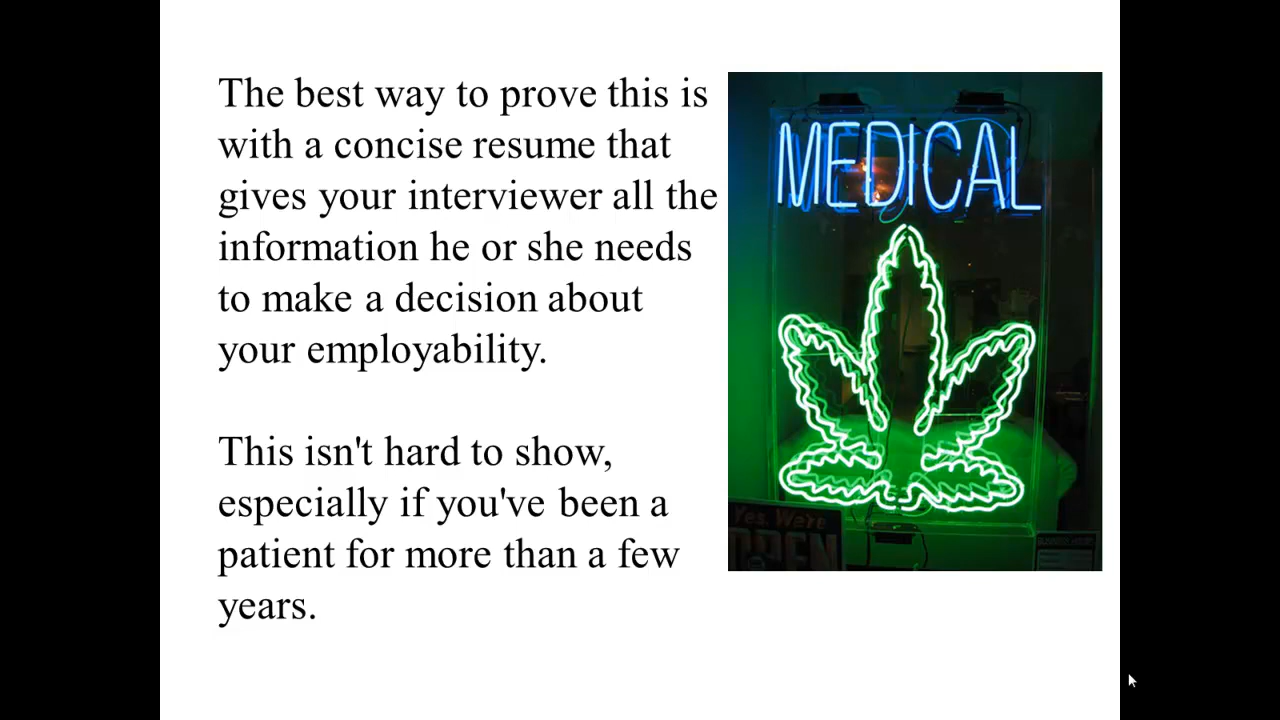 The best way to prove this is
with a concise resume that
gives your interviewer all the
information he or she needs
to make a decision about
your employability.
This isn't hard to show,
especially if you've been a
patient for more than a few
years.
MEDICAL
Yes, We're
OPEN